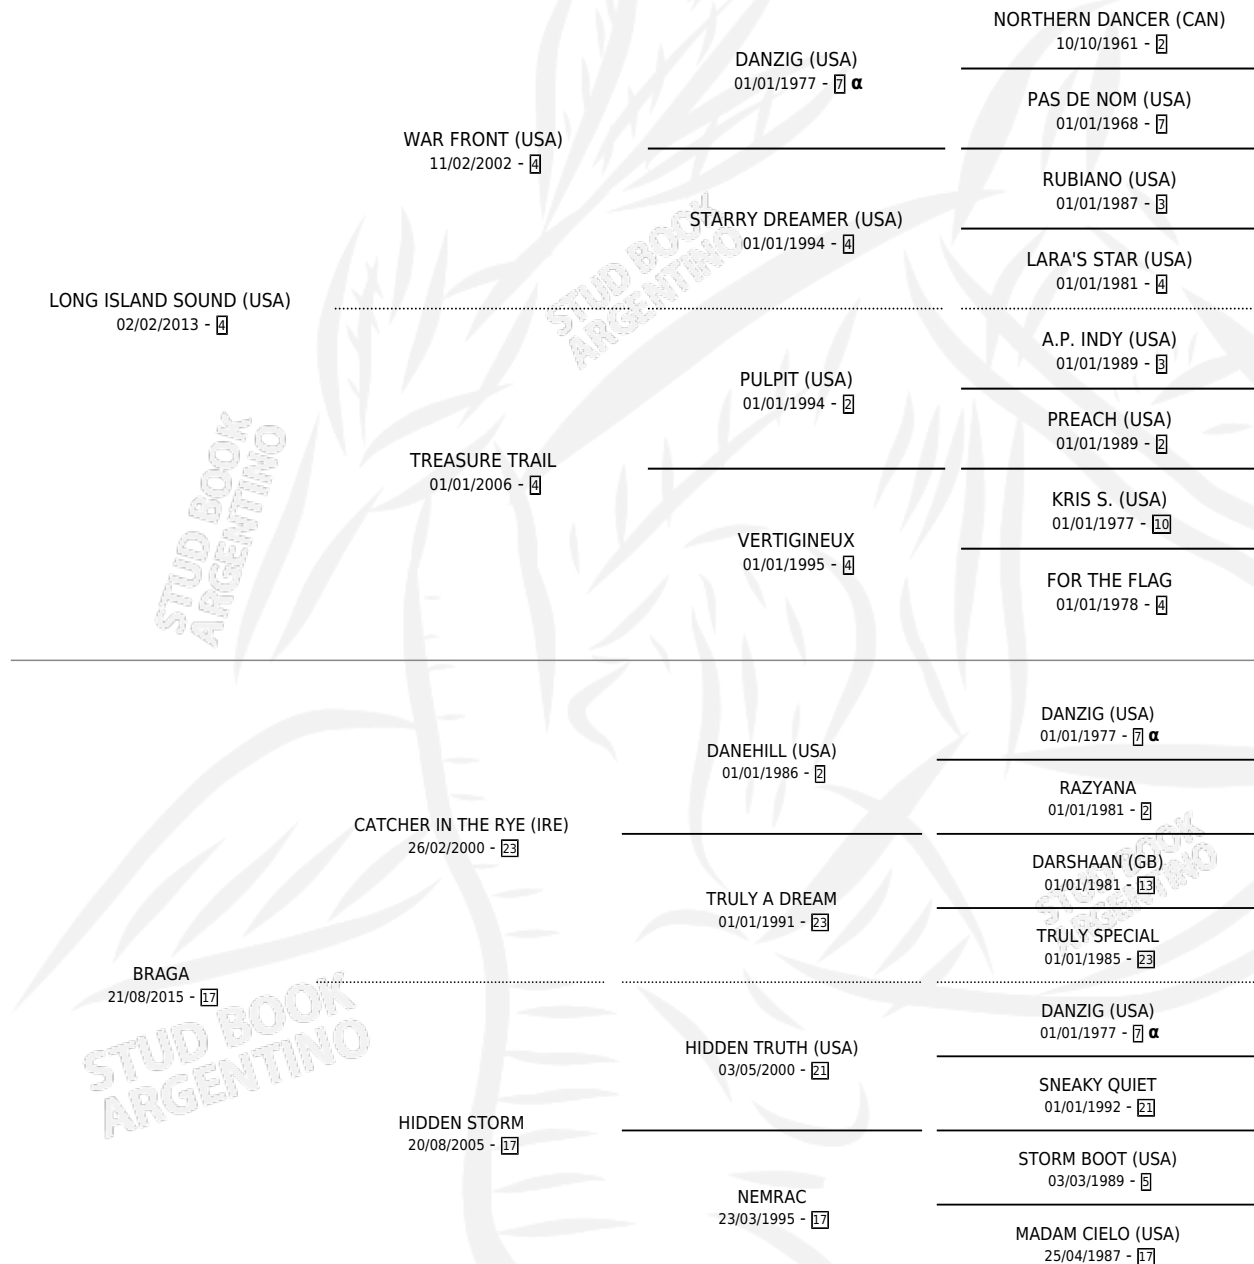 NORTHERN DANCER (CAN)
10/10/1961 - 2
DANZIG (USA)
01/01/1977 - 7 α
PAS DE NOM (USA)
01/01/1968 - 7
WAR FRONT (USA)
11/02/2002 - 4
RUBIANO (USA)
01/01/1987 - 3
STARRY DREAMER (USA)
01/01/1994 - 4
LARA'S STAR (USA)
01/01/1981 - 4
LONG ISLAND SOUND (USA)
02/02/2013 - 4
STUD BOOK
ARGENTINO
A.P. INDY (USA)
01/01/1989 - 3
PULPIT (USA)
01/01/1994 - 2
PREACH (USA)
01/01/1989 - 2
TREASURE TRAIL
01/01/2006 - 4
KRIS S. (USA)
01/01/1977 - 10
VERTIGINEUX
01/01/1995 - 4
FOR THE FLAG
01/01/1978 - 4
STUD BOOK
ARGENTINO
DANZIG (USA)
01/01/1977 - 7 α
DANEHILL (USA)
01/01/1986 - 2
RAZYANA
01/01/1981 - 2
CATCHER IN THE RYE (IRE)
26/02/2000 - 23
DARSHAAN (GB)
01/01/1981 - 13
STUD BOOK
ARGENTINO
TRULY A DREAM
01/01/1991 - 23
TRULY SPECIAL
01/01/1985 - 23
BRAGA
21/08/2015 - 17
STUD BOOK
ARGENTINO
DANZIG (USA)
01/01/1977 - 7 α
HIDDEN TRUTH (USA)
03/05/2000 - 21
SNEAKY QUIET
01/01/1992 - 21
HIDDEN STORM
20/08/2005 - 17
STORM BOOT (USA)
03/03/1989 - 5
NEMRAC
23/03/1995 - 17
MADAM CIELO (USA)
25/04/1987 - 17